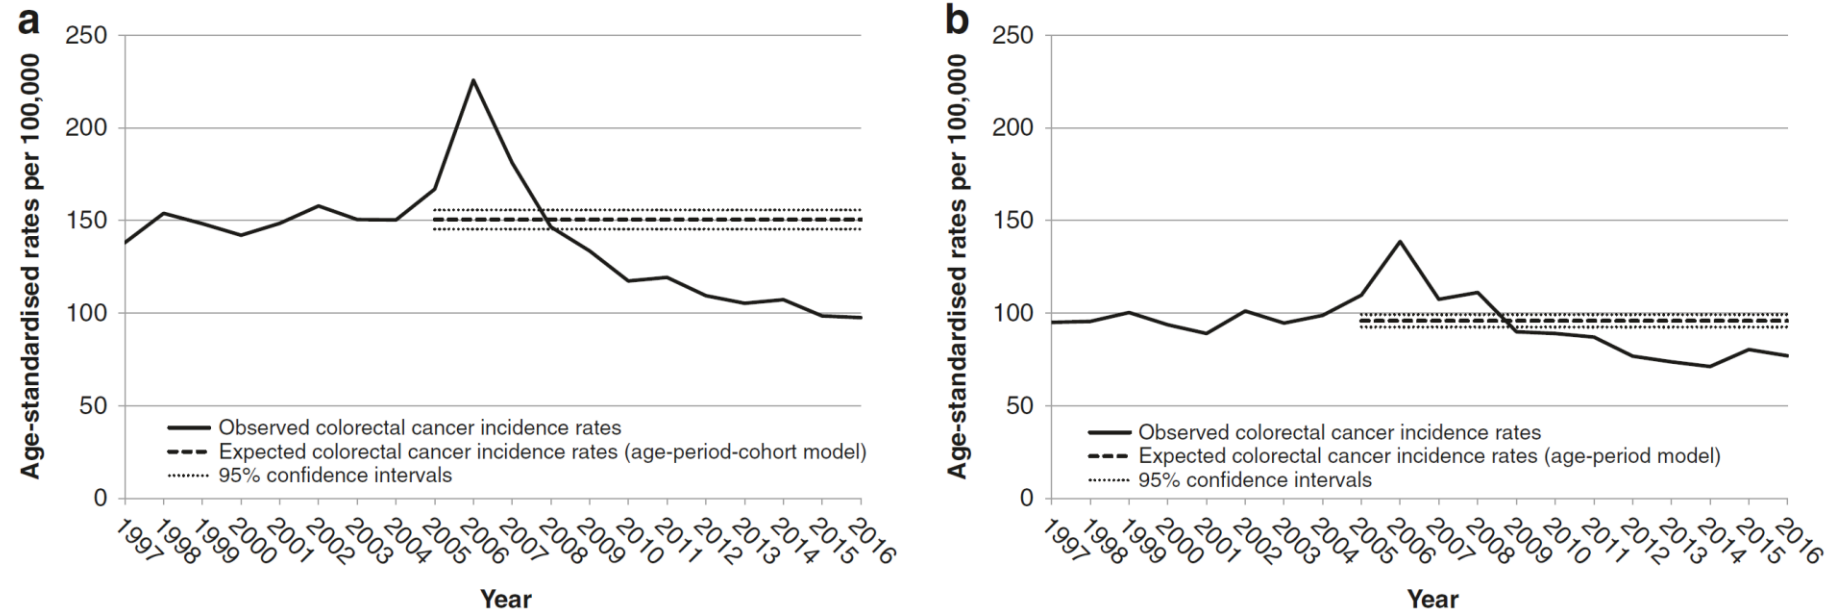 a
Age-standardised rates per 100,000
250
200
150
100
50
0
Observed colorectal cancer incidence rates
Expected colorectal cancer incidence rates (age-period-cohort model)
95% confidence intervals
1997 1998 1999 2000 2001 2002 2003 2004 2005 2006 2007 2008 2009 2010 2011 2012 2013 2014 2015 2016
Year
b
Age-standardised rates per 100,000
250
200
150
100
50
0
Observed colorectal cancer incidence rates
Expected colorectal cancer incidence rates (age-period model)
95% confidence intervals
1997 1998 1999 2000 2001 2002 2003 2004 2005 2006 2007 2008 2009 2010 2011 2012 2013 2014 2015 2016
Year